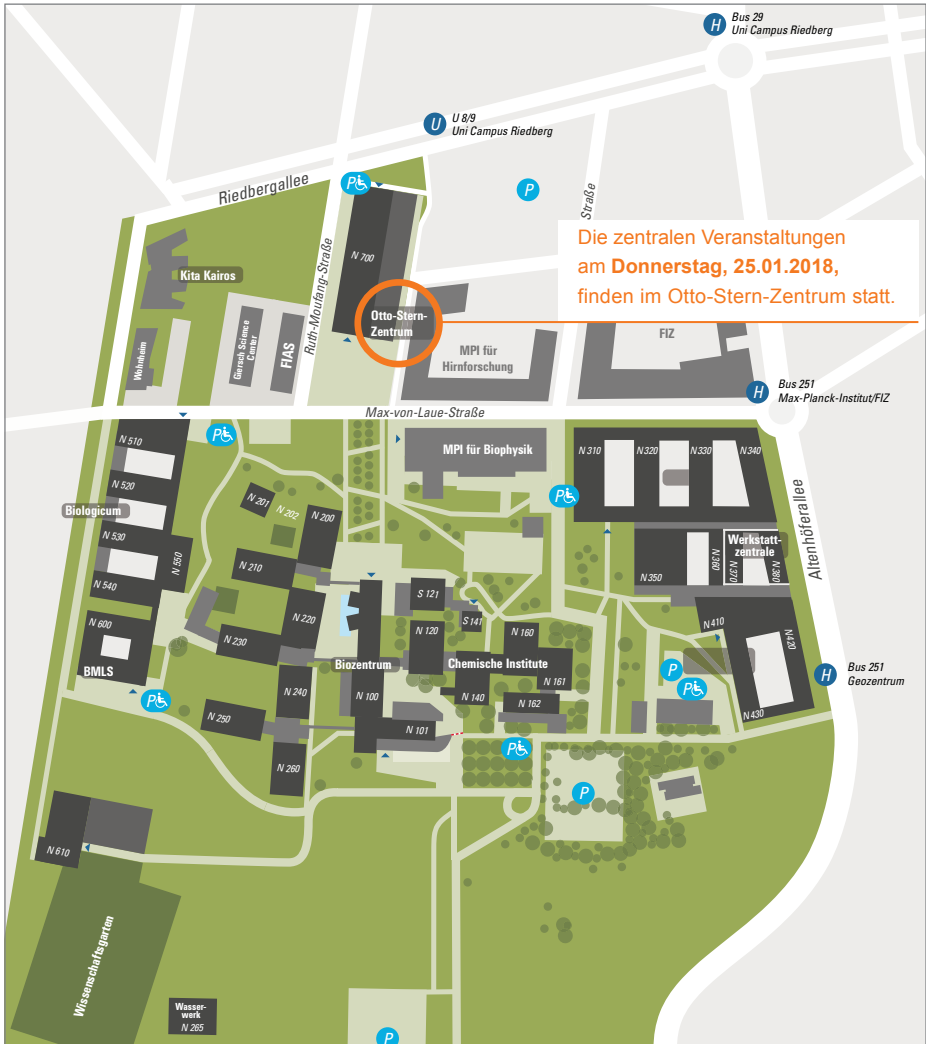 H
Bus 29
Uni Campus Riedberg
U
U 8/9
Uni Campus Riedberg
Riedbergallee
P
P
Straße
Die zentralen Veranstaltungen
am Donnerstag, 25.01.2018,
finden im Otto-Stern-Zentrum statt.
N 700
Ruth-Moufang-Straße
Kita Kairos
Otto-Stern-
Zentrum
Wohnheim
Giersch Science
Center
FIAS
MPI für
Hirnforschung
FIZ
H
Bus 251
Max-Planck-Institut/FIZ
Max-von-Laue-Straße
N 510
P
MPI für Biophysik
N 310
N 320
N 330
N 340
N 520
Biologicum
N 201
N 202
N 200
P
Altenhöferallee
N 530
N 550
N 540
N 210
Werkstatt-
zentrale
N 350
N 360
N 370
N 380
N 600
BMLS
N 220
N 230
S 121
S 141
N 120
N 160
N 410
N 420
Biozentrum
Chemische Institute
P
P
H
Bus 251
Geozentrum
N 240
N 100
N 140
N 161
N 162
P
N 250
N 101
N 430
P
N 260
P
N 610
Wissenschaftsgarten
Wasser-
werk
N 265
P